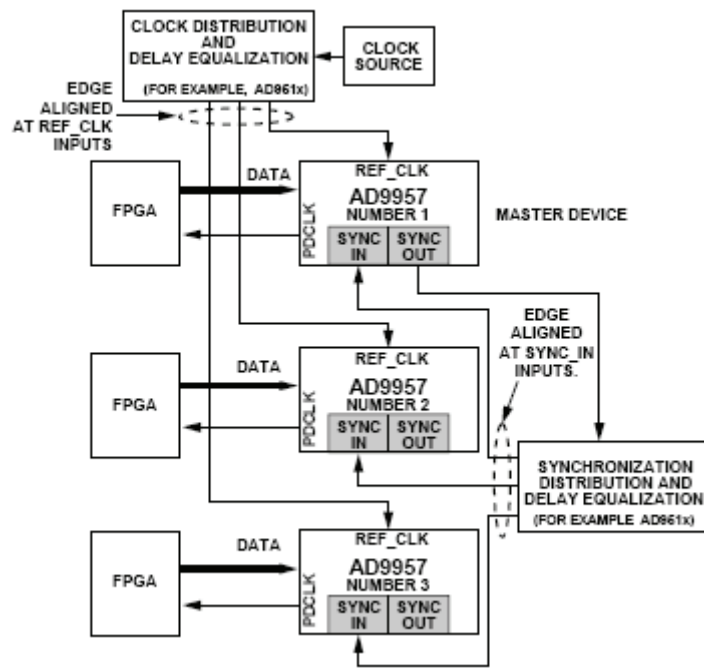 CLOCK DISTRIBUTION
AND
DELAY EQUALIZATION
(FOR EXAMPLE, AD951x)
CLOCK
SOURCE
EDGE
ALIGNED
AT REF_CLK
INPUTS
FPGA
DATA
PDCLK
REF_CLK
AD9957
NUMBER 1
SYNC
IN
SYNC
OUT
MASTER DEVICE
EDGE
ALIGNED
AT SYNC_IN
INPUTS.
FPGA
DATA
PDCLK
REF_CLK
AD9957
NUMBER 2
SYNC
IN
SYNC
OUT
SYNCHRONIZATION
DISTRIBUTION AND
DELAY EQUALIZATION
(FOR EXAMPLE AD951x)
FPGA
DATA
PDCLK
REF_CLK
AD9957
NUMBER 3
SYNC
IN
SYNC
OUT